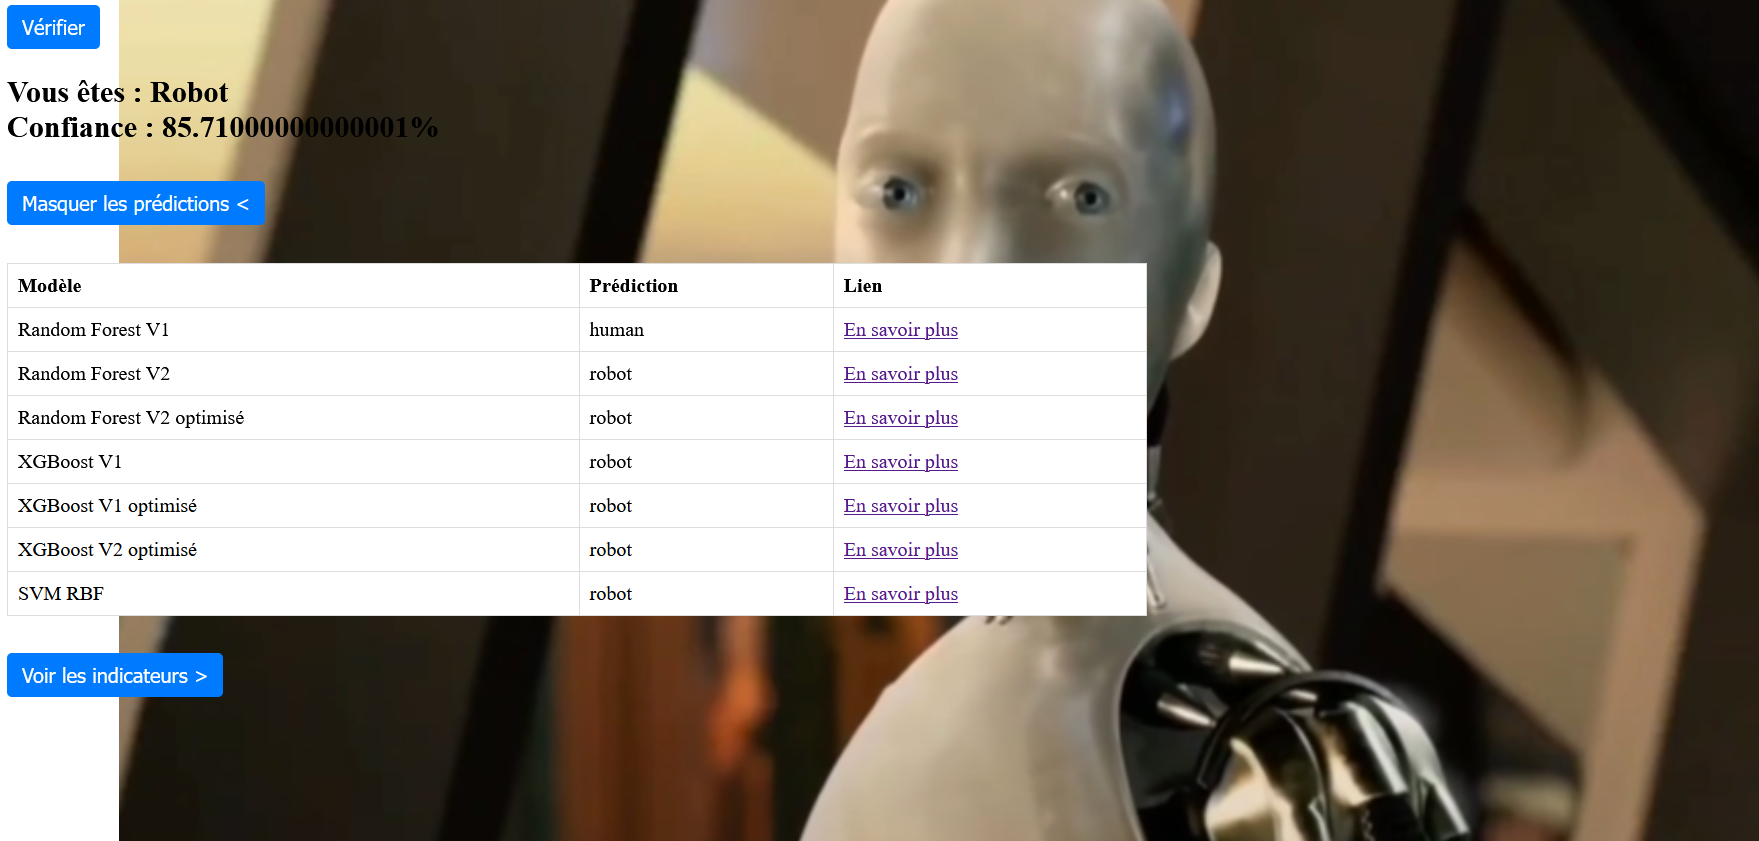 Vérifier
Vous êtes : Robot
Confiance : 85.71000000000001%
Masquer les prédictions <
Modèle Prédiction Lien
Random Forest V1 human En savoir plus
Random Forest V2 robot En savoir plus
Random Forest V2 optimisé robot En savoir plus
XGBoost V1 robot En savoir plus
XGBoost V1 optimisé robot En savoir plus
XGBoost V2 optimisé robot En savoir plus
SVM RBF robot En savoir plus
Voir les indicateurs >